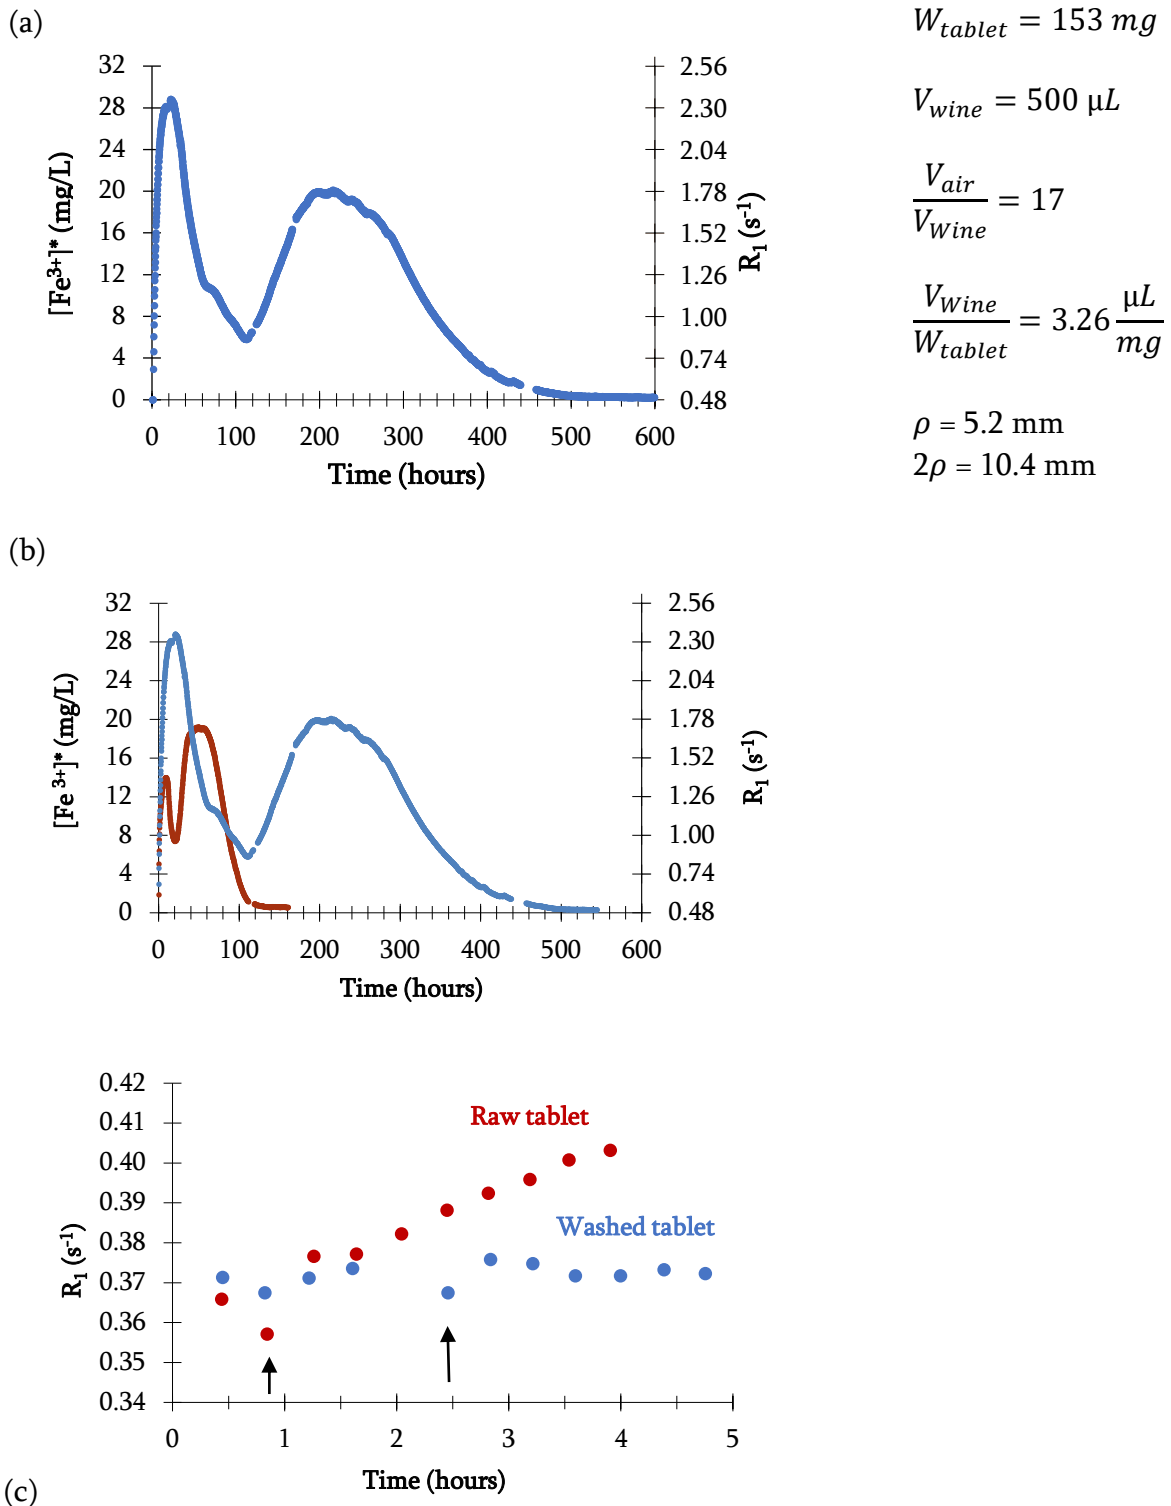 (a)
W_tablet = 153 mg
V_wine = 500 µL
V_air / V_Wine = 17
V_Wine / W_tablet = 3.26 µL / mg
ρ = 5.2 mm
2ρ = 10.4 mm
[Fe³⁺]* (mg/L)
32
28
24
20
16
12
8
4
0
2.56
2.30
2.04
1.78
1.52
1.26
1.00
0.74
0.48
R₁ (s⁻¹)
0 100 200 300 400 500 600
Time (hours)
(b)
[Fe ³⁺]* (mg/L)
32
28
24
20
16
12
8
4
0
2.56
2.30
2.04
1.78
1.52
1.26
1.00
0.74
0.48
R₁ (s⁻¹)
0 100 200 300 400 500 600
Time (hours)
R₁ (s⁻¹)
0.42
0.41
0.40
0.39
0.38
0.37
0.36
0.35
0.34
Raw tablet
Washed tablet
0 1 2 3 4 5
Time (hours)
(c)